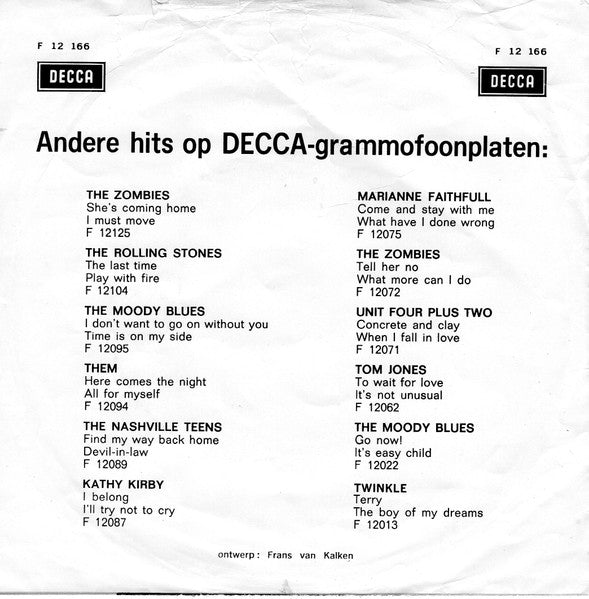 F 12 166
F 12 166
DECCA
DECCA
Andere hits op DECCA-grammofoonplaten:
THE ZOMBIES
She's coming home
I must move
F 12125
THE ROLLING STONES
The last time
Play with fire
F 12104
THE MOODY BLUES
I don't want to go on without you
Time is on my side
F 12095
THEM
Here comes the night
All for myself
F 12094
THE NASHVILLE TEENS
Find my way back home
Devil-in-law
F 12089
KATHY KIRBY
I belong
I'll try not to cry
F 12087
MARIANNE FAITHFULL
Come and stay with me
What have I done wrong
F 12075
THE ZOMBIES
Tell her no
What more can I do
F 12072
UNIT FOUR PLUS TWO
Concrete and clay
When I fall in love
F 12071
TOM JONES
To wait for love
It's not unusual
F 12062
THE MOODY BLUES
Go now!
It's easy child
F 12022
TWINKLE
Terry
The boy of my dreams
F 12013
ontwerp: Frans van Kalken